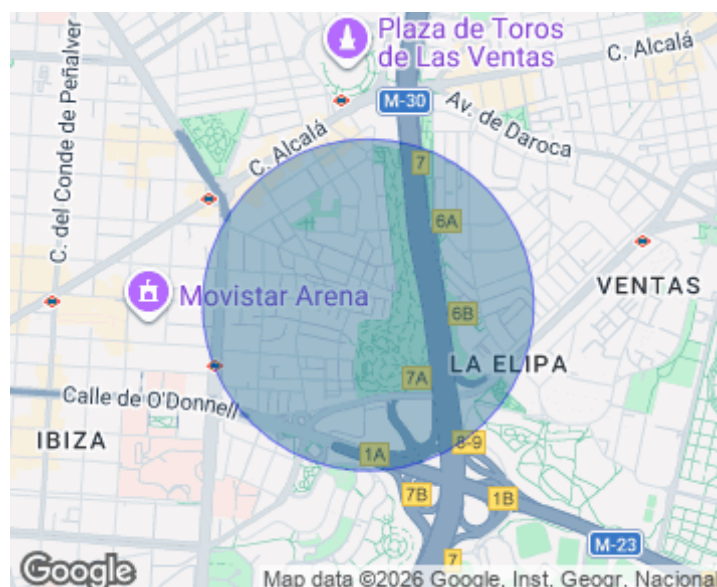 Plaza de Toros
de Las Ventas
C. Alcalá
M-30
C. del Conde de Peñalver
Av. de Daroca
C. Alcalá
7
6A
Movistar Arena
VENTAS
6B
LA ELIPA
7A
Calle de O'Donnell
IBIZA
8-9
1A
7B
1B
M-23
7
Google
Map data ©2026 Google, Inst. Geogr. Nacional